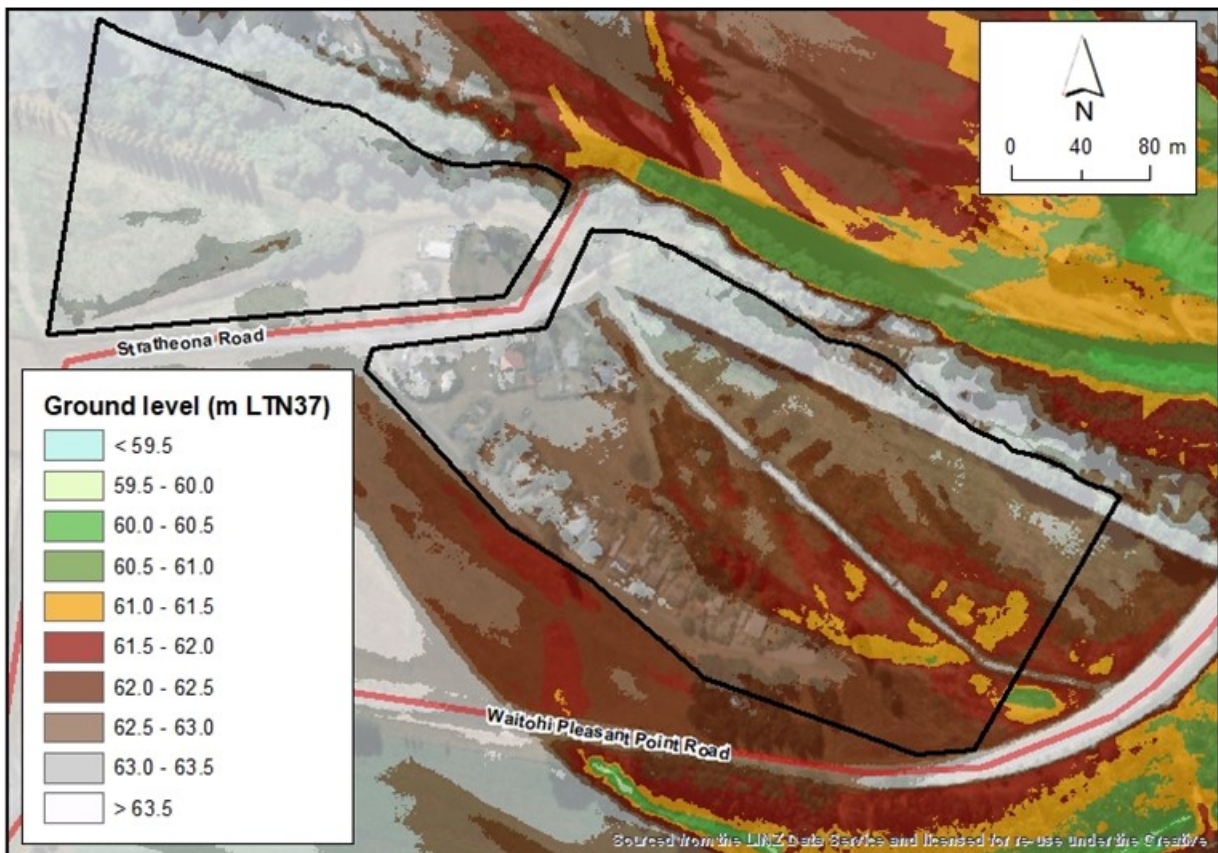 N
0 40 80 m
Stratheona Road
Ground level (m LTN37)
< 59.5
59.5 - 60.0
60.0 - 60.5
60.5 - 61.0
61.0 - 61.5
61.5 - 62.0
62.0 - 62.5
62.5 - 63.0
63.0 - 63.5
> 63.5
Waitohi Pleasant Point Road
Sourced from the LINZ Data Service and licensed for re-use under the Creative